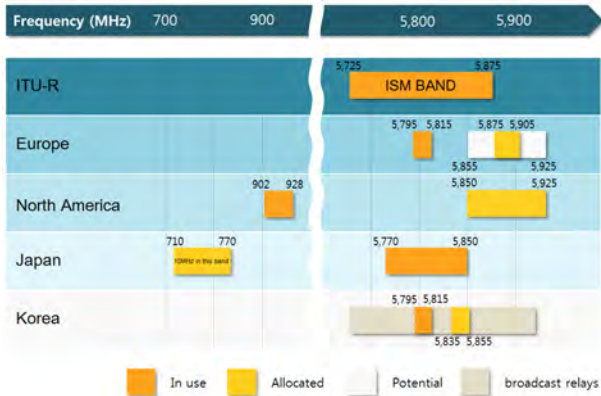 Frequency (MHz) 700 900 5,800 5,900
5,725 5,875
ITU-R ISM BAND
5,795 5,815 5,875 5,905
Europe
5,855 5,925
902 928 5,850 5,925
North America
710 770 5,770 5,850
Japan 10MHz in this band
5,795 5,815
Korea
5,835 5,855
In use Allocated Potential broadcast relays